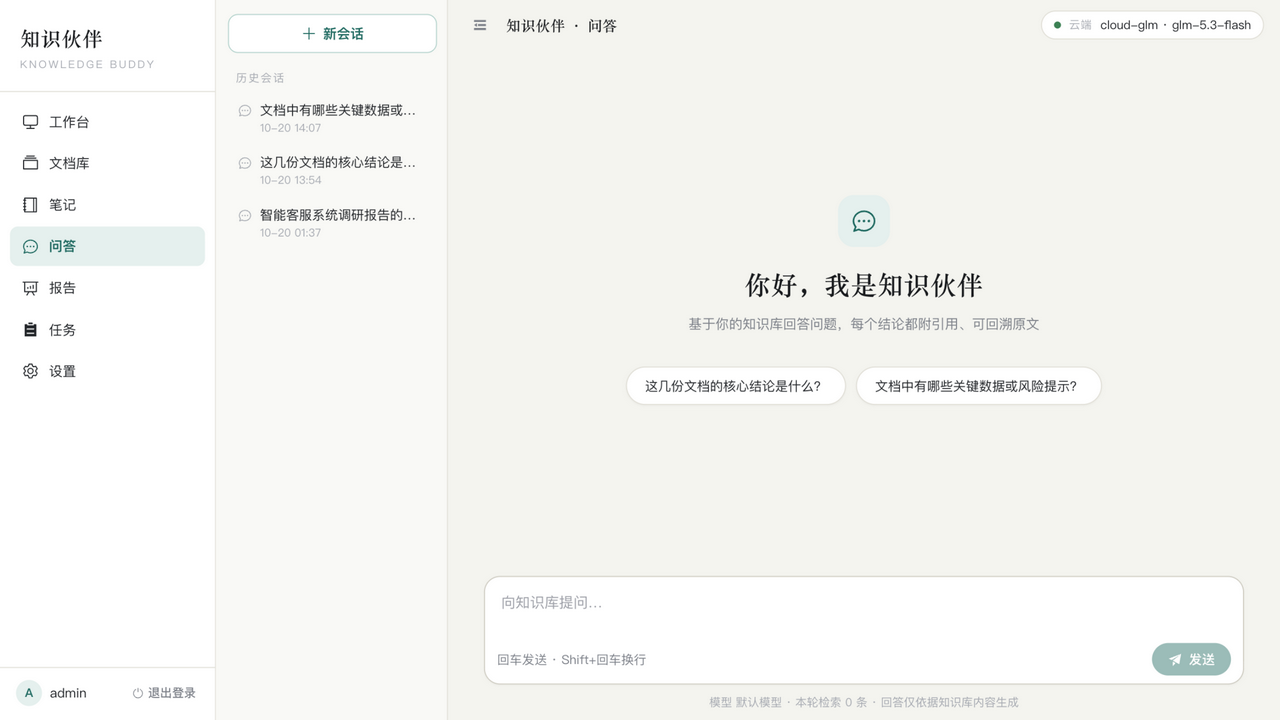 知识伙伴
KNOWLEDGE BUDDY
工作台
文档库
笔记
问答
报告
任务
设置
A admin 退出登录
新会话
历史会话
文档中有哪些关键数据或...
10-20 14:07
这几份文档的核心结论是...
10-20 13:54
智能客服系统调研报告的...
10-20 01:37
知识伙伴 · 问答
云端 cloud-glm · glm-5.3-flash
你好，我是知识伙伴
基于你的知识库回答问题，每个结论都附引用、可回溯原文
这几份文档的核心结论是什么？
文档中有哪些关键数据或风险提示？
向知识库提问...
回车发送 · Shift+回车换行
发送
模型 默认模型 · 本轮检索 0 条 · 回答仅依据知识库内容生成